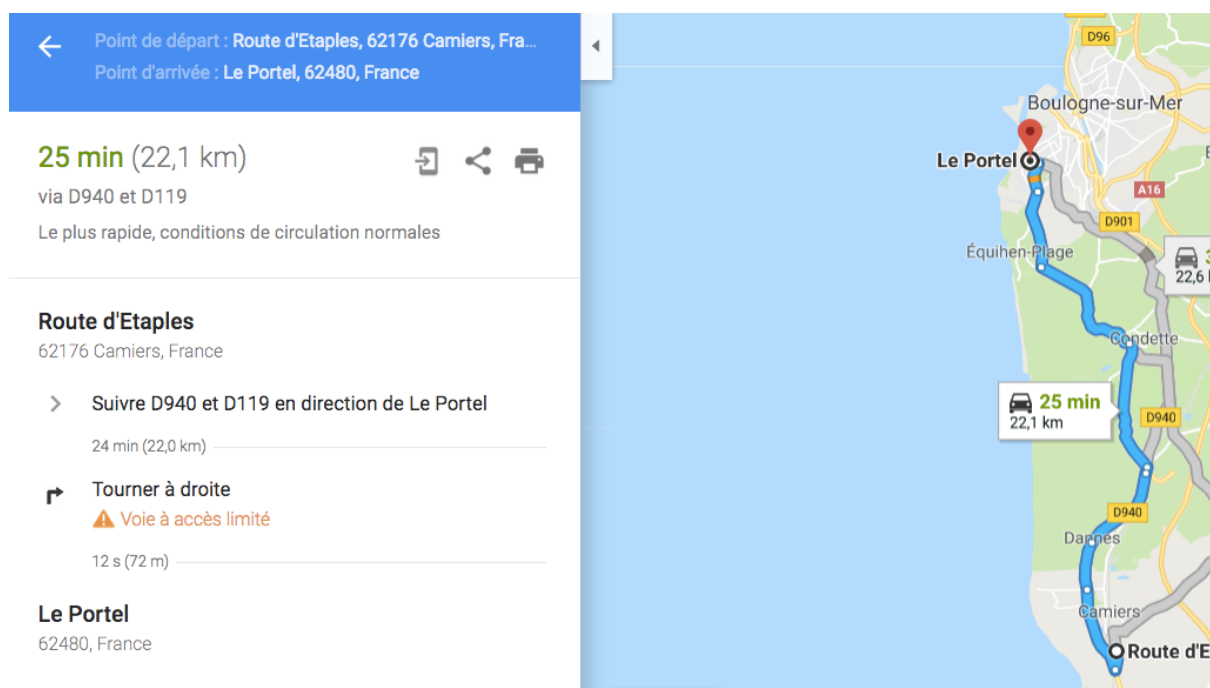 Point de départ : Route d'Etaples, 62176 Camiers, Fra...
Point d'arrivée : Le Portel, 62480, France
25 min (22,1 km)
via D940 et D119
Le plus rapide, conditions de circulation normales
Route d'Etaples
62176 Camiers, France
Suivre D940 et D119 en direction de Le Portel
24 min (22,0 km)
Tourner à droite
Voie à accès limité
12 s (72 m)
Le Portel
62480, France
D96
Boulogne-sur-Mer
Le Portel
A16
D901
Équihen-Plage
22,6
Condette
25 min
22,1 km
D940
D940
Dannes
Camiers
Route d'E